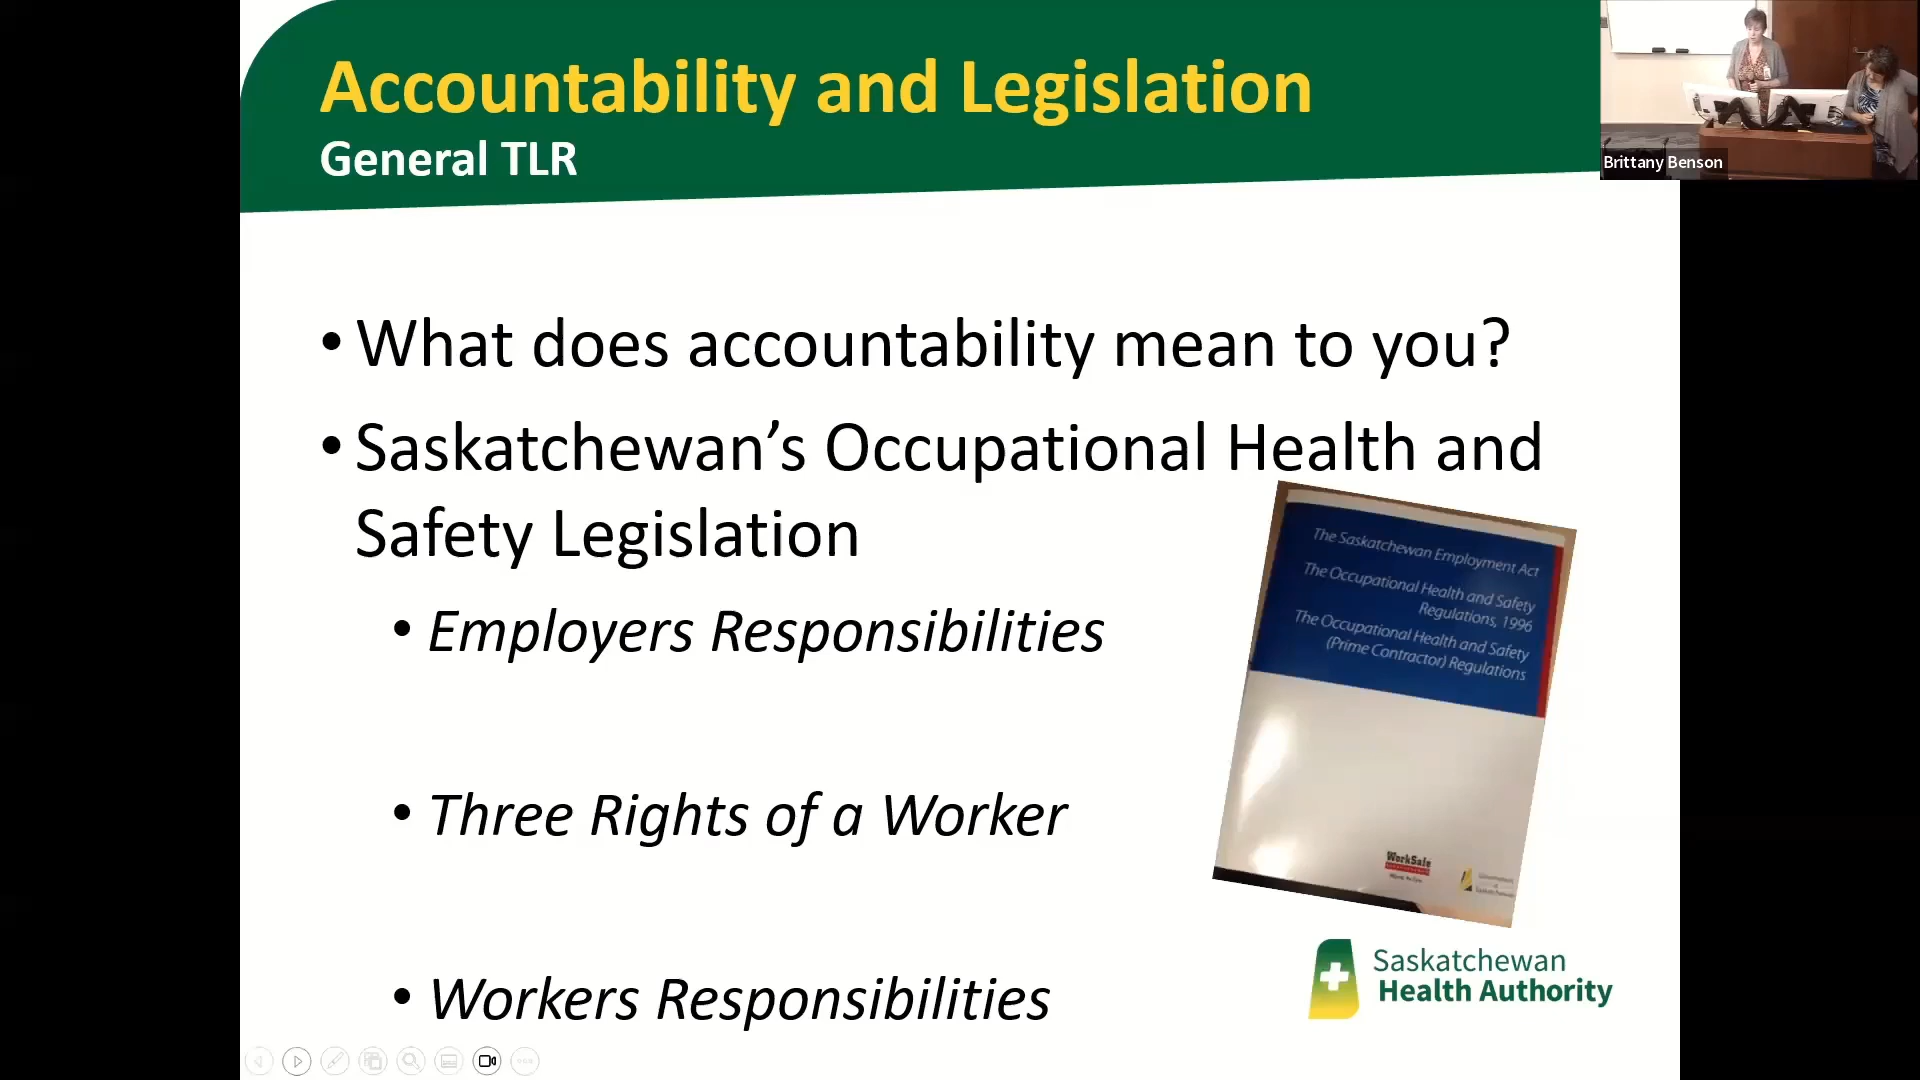 Accountability and Legislation
General TLR
Brittany Benson
• What does accountability mean to you?
• Saskatchewan’s Occupational Health and
Safety Legislation
• Employers Responsibilities
• Three Rights of a Worker
• Workers Responsibilities
The Saskatchewan Employment Act
The Occupational Health and Safety
Regulations, 1996
The Occupational Health and Safety
(Prime Contractor) Regulations
WorkSafe
Saskatchewan
Health Authority